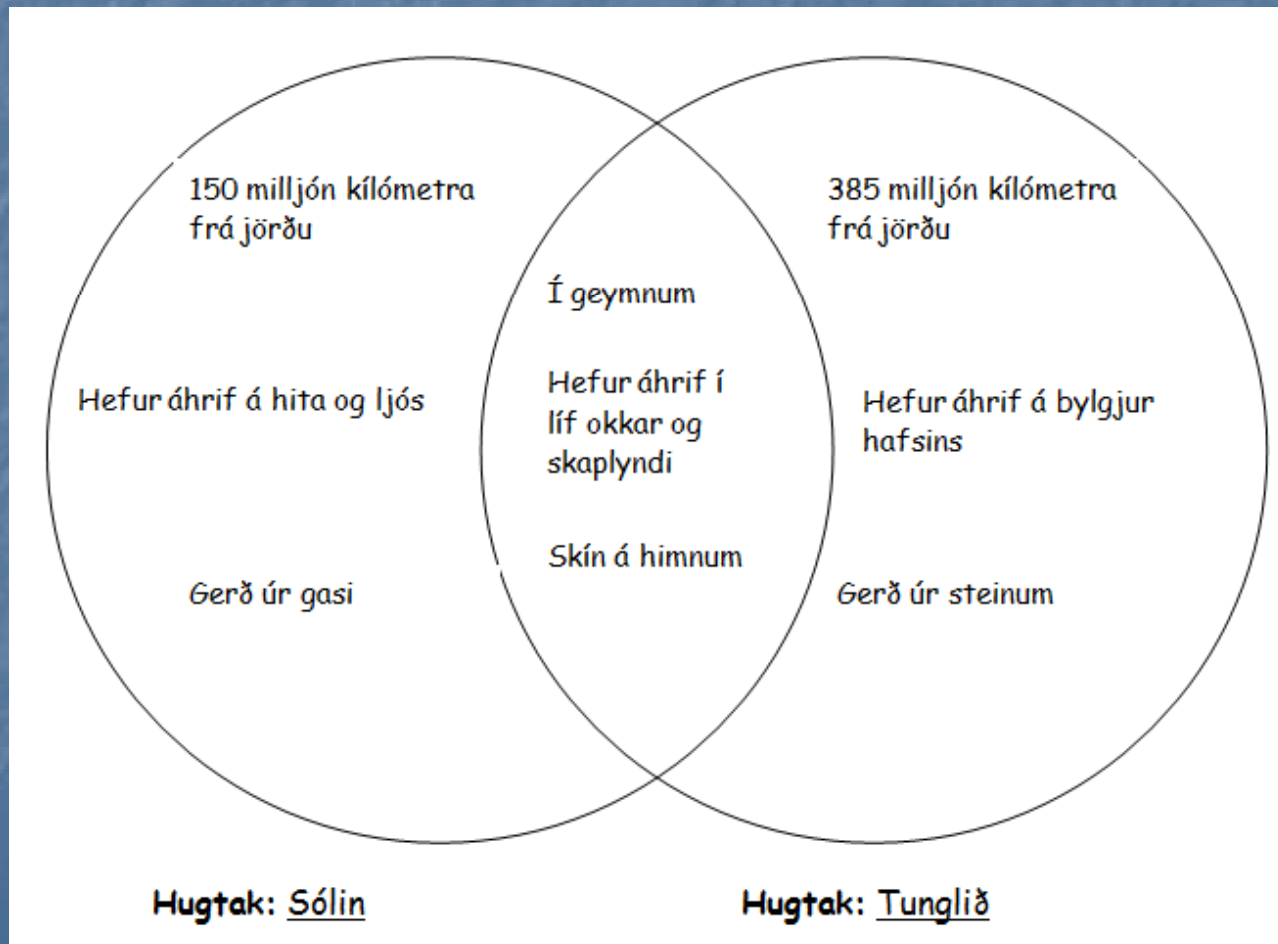 150 milljón kílómetra
frá jörðu
Hefur áhrif á hita og ljós
Gerð úr gasi
Í geymnum
Hefur áhrif í
líf okkar og
skaplyndi
Skín á himnum
385 milljón kílómetra
frá jörðu
Hefur áhrif á bylgjur
hafsins
Gerð úr steinum
Hugtak: Sólin
Hugtak: Tunglið